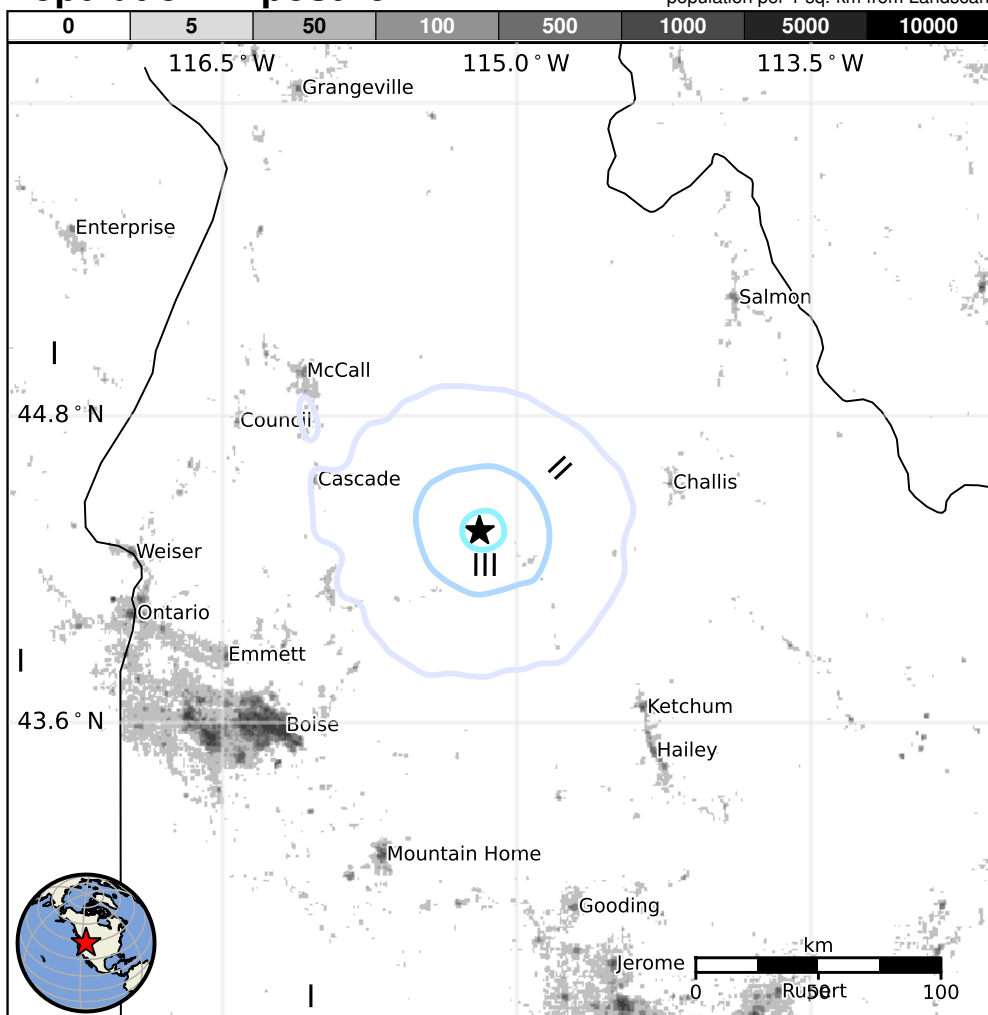 0 5 50 100 500 1000 5000 10000
116.5°W 115.0°W 113.5°W
Grangeville
Enterprise
Salmon
I
McCall
44.8°N
Council
II
Cascade
Challis
Weiser
III
Ontario
Emmett
I
Ketchum
43.6°N
Boise
Hailey
Mountain Home
Gooding
km
Jerome
0 50 100
Rupert
I